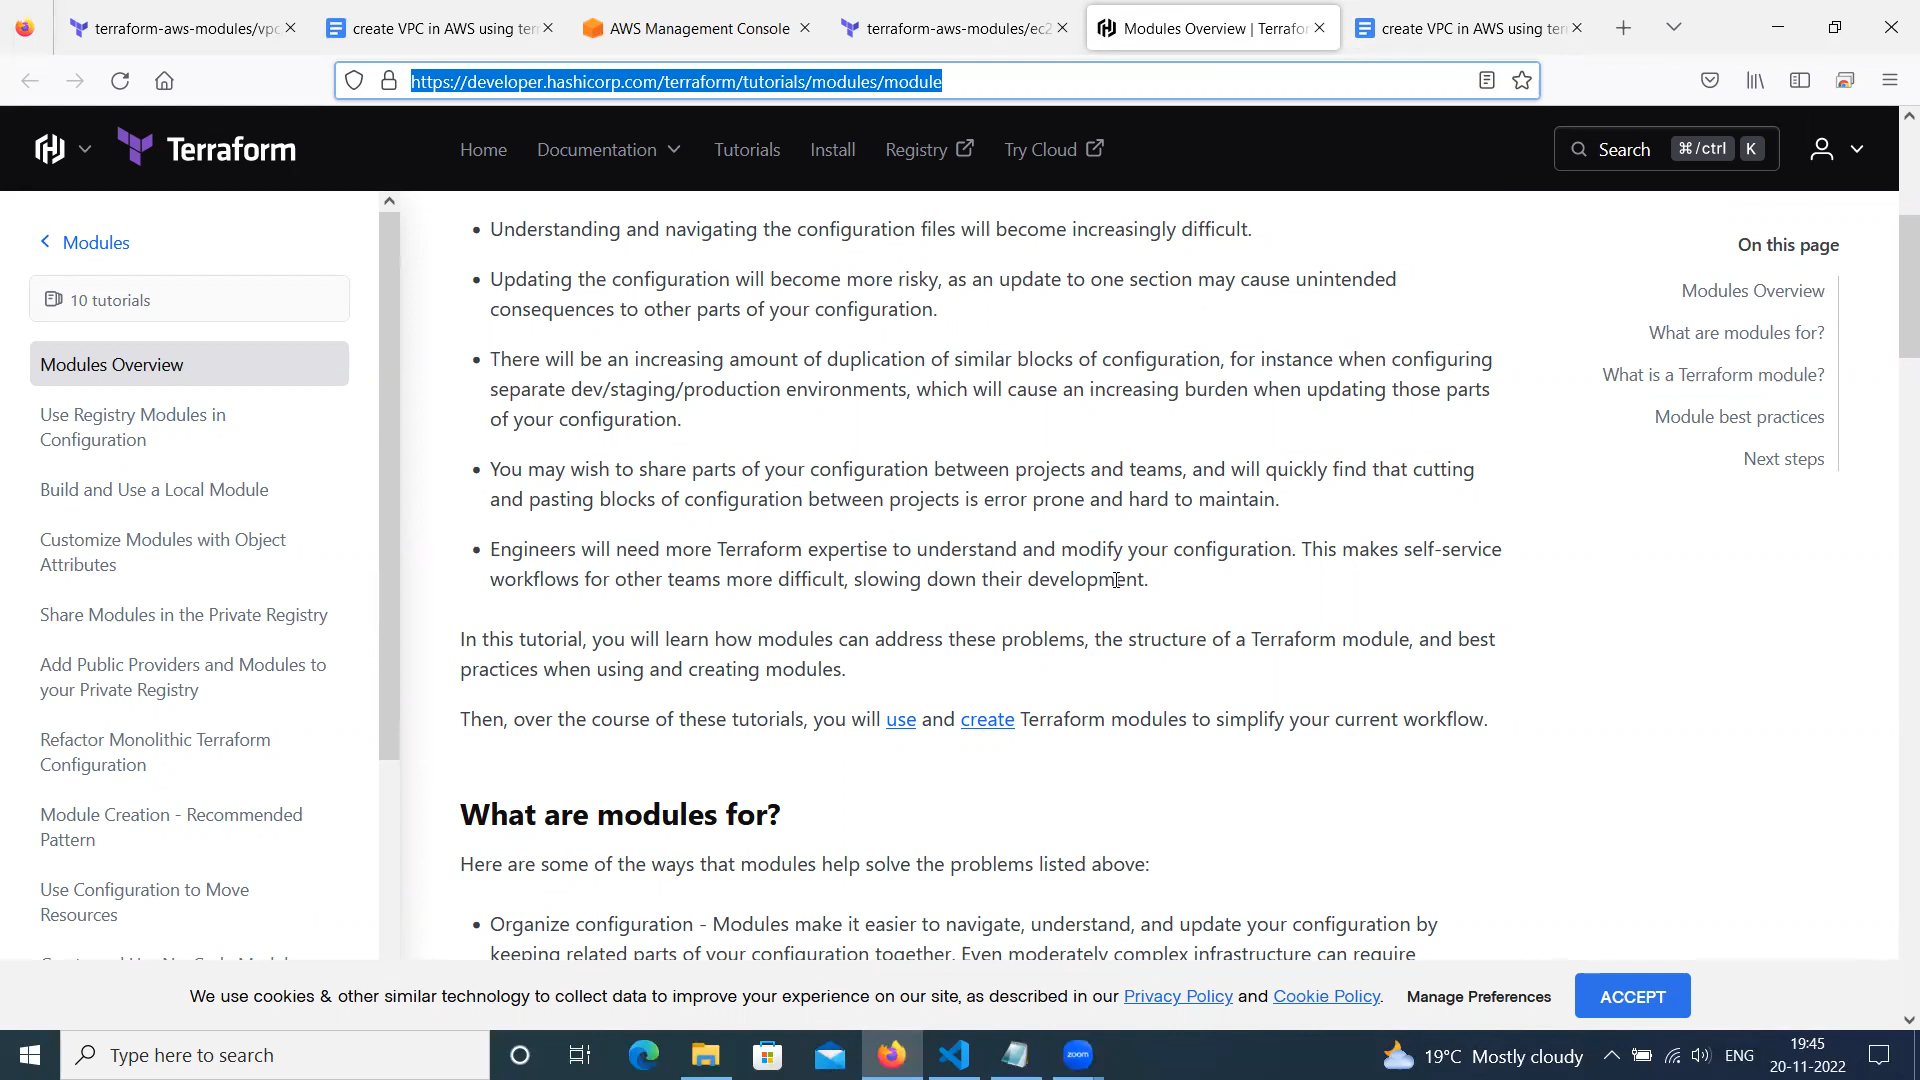 terraform-aws-modules/vpc
create VPC in AWS using ter
AWS Management Console
terraform-aws-modules/ec2
Modules Overview | Terrafor
create VPC in AWS using ter
https://developer.hashicorp.com/terraform/tutorials/modules/module
Terraform
Home
Documentation
Tutorials
Install
Registry
Try Cloud
Search
⌘/ctrl
K
Modules
10 tutorials
Modules Overview
Use Registry Modules in
Configuration
Build and Use a Local Module
Customize Modules with Object
Attributes
Share Modules in the Private Registry
Add Public Providers and Modules to
your Private Registry
Refactor Monolithic Terraform
Configuration
Module Creation - Recommended
Pattern
Use Configuration to Move
Resources
• Understanding and navigating the configuration files will become increasingly difficult.
• Updating the configuration will become more risky, as an update to one section may cause unintended
consequences to other parts of your configuration.
• There will be an increasing amount of duplication of similar blocks of configuration, for instance when configuring
separate dev/staging/production environments, which will cause an increasing burden when updating those parts
of your configuration.
• You may wish to share parts of your configuration between projects and teams, and will quickly find that cutting
and pasting blocks of configuration between projects is error prone and hard to maintain.
• Engineers will need more Terraform expertise to understand and modify your configuration. This makes self-service
workflows for other teams more difficult, slowing down their development.
In this tutorial, you will learn how modules can address these problems, the structure of a Terraform module, and best
practices when using and creating modules.
Then, over the course of these tutorials, you will use and create Terraform modules to simplify your current workflow.
What are modules for?
Here are some of the ways that modules help solve the problems listed above:
• Organize configuration - Modules make it easier to navigate, understand, and update your configuration by
keeping related parts of your configuration together. Even moderately complex infrastructure can require
On this page
Modules Overview
What are modules for?
What is a Terraform module?
Module best practices
Next steps
We use cookies & other similar technology to collect data to improve your experience on our site, as described in our Privacy Policy and Cookie Policy.
Manage Preferences
ACCEPT
Type here to search
zoom
19°C Mostly cloudy
ENG
19:45
20-11-2022